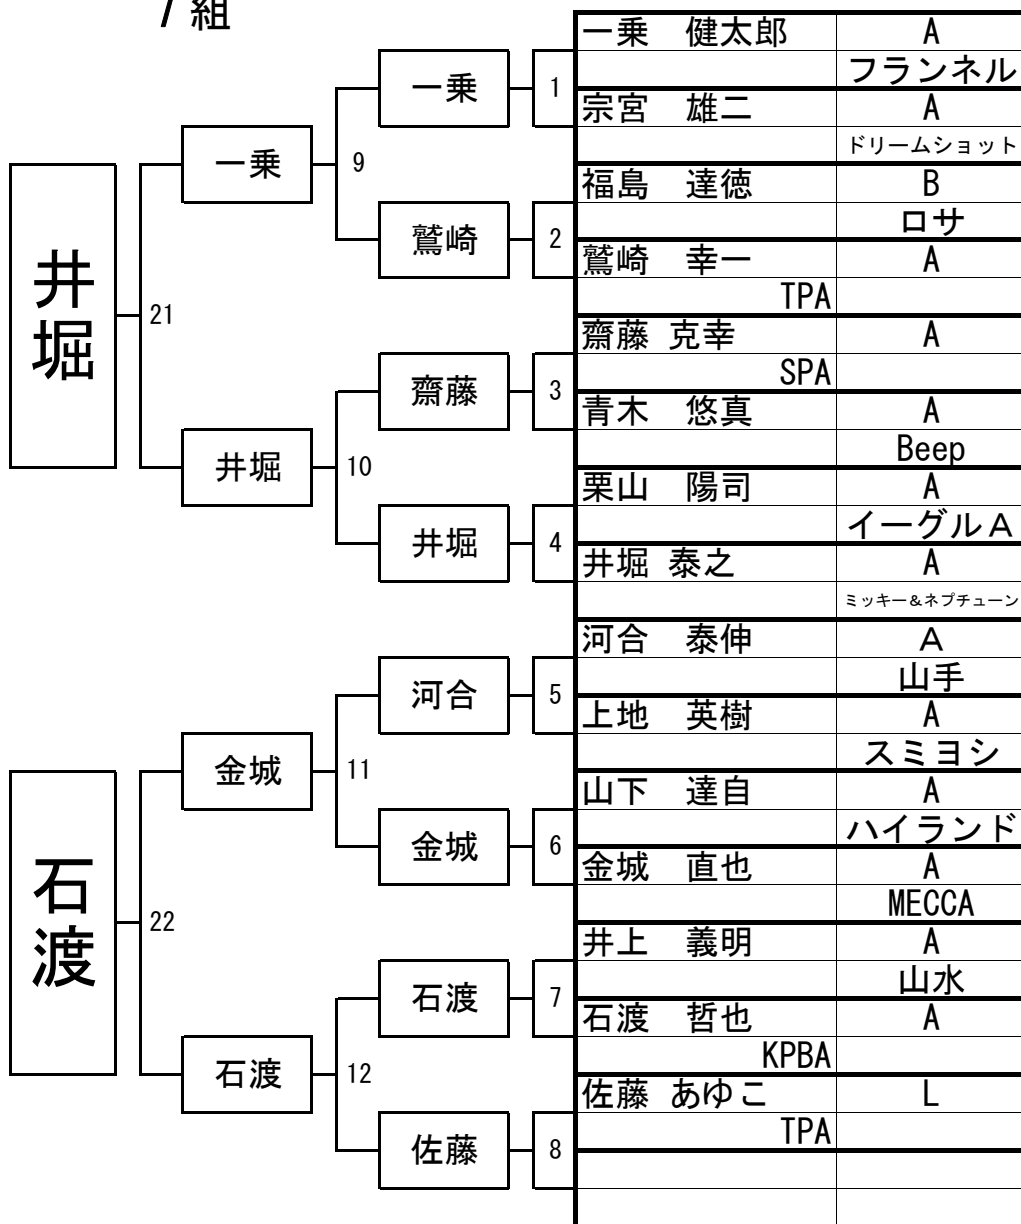 7 組
一乗　健太郎 A
一乗 1 フランネル
宗宮　雄二 A
一乗 9 ドリームショット
福島　達徳 B
鷲崎 2 ロサ
鷲崎　幸一 A
TPA
井堀 21
齋藤 克幸 A
齋藤 3 SPA
青木　悠真 A
井堀 10 Beep
栗山　陽司 A
井堀 4 イーグルA
井堀 泰之 A
ミッキー&ネプチューン
河合　泰伸 A
河合 5 山手
上地　英樹 A
金城 11 スミヨシ
山下　達自 A
金城 6 ハイランド
金城　直也 A
MECCA
石渡 22
井上　義明 A
石渡 7 山水
石渡　哲也 A
石渡 12 KPBA
佐藤 あゆこ L
佐藤 8 TPA